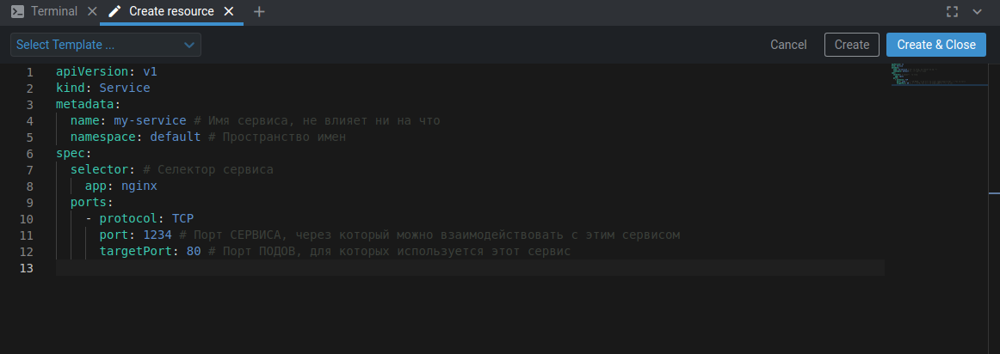 Terminal
Create resource
Select Template ...
Cancel
Create
Create & Close
1 apiVersion: v1
2 kind: Service
3 metadata:
4 name: my-service # Имя сервиса, не влияет ни на что
5 namespace: default # Пространство имен
6 spec:
7 selector: # Селектор сервиса
8 app: nginx
9 ports:
10 - protocol: TCP
11 port: 1234 # Порт СЕРВИСА, через который можно взаимодействовать с этим сервисом
12 targetPort: 80 # Порт ПОДОВ, для которых используется этот сервис
13